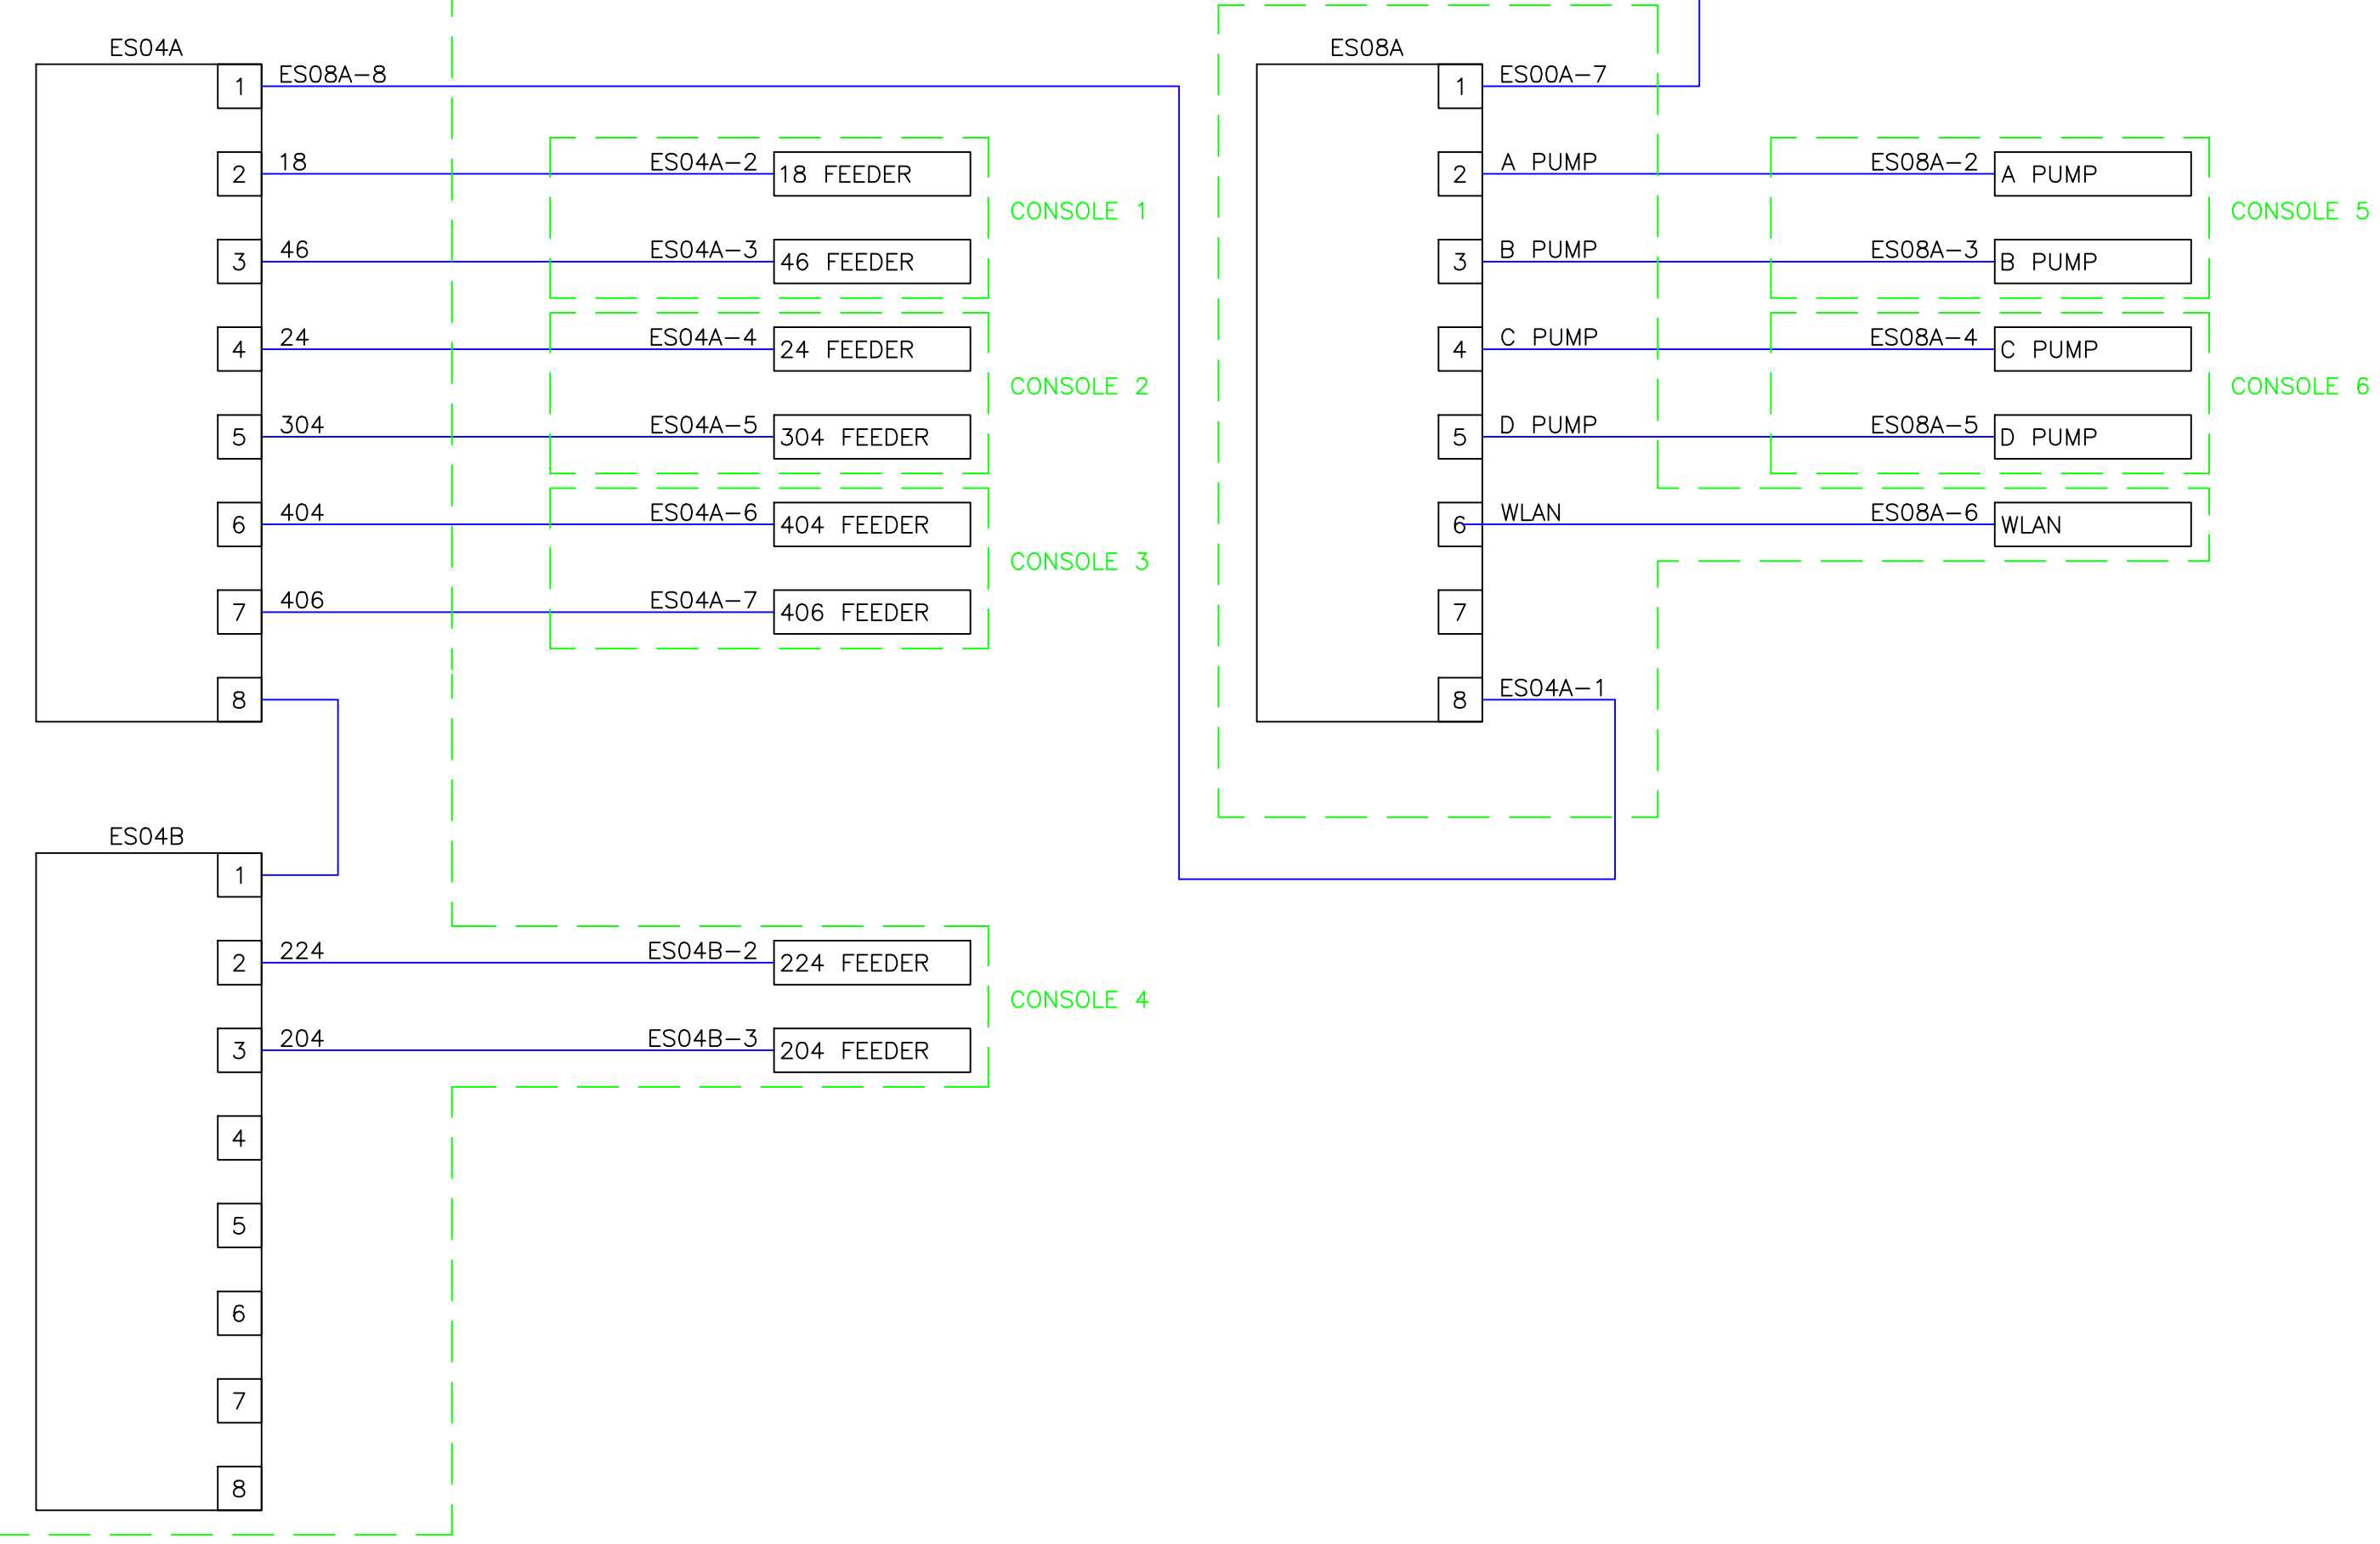 ES04A
1 ES08A-8
2 18 ES04A-2 18 FEEDER
CONSOLE 1
3 46 ES04A-3 46 FEEDER
4 24 ES04A-4 24 FEEDER
CONSOLE 2
5 304 ES04A-5 304 FEEDER
6 404 ES04A-6 404 FEEDER
CONSOLE 3
7 406 ES04A-7 406 FEEDER
8
ES04B
1
2 224 ES04B-2 224 FEEDER
CONSOLE 4
3 204 ES04B-3 204 FEEDER
4
5
6
7
8
ES08A
1 ES00A-7
2 A PUMP ES08A-2 A PUMP
CONSOLE 5
3 B PUMP ES08A-3 B PUMP
4 C PUMP ES08A-4 C PUMP
CONSOLE 6
5 D PUMP ES08A-5 D PUMP
6 WLAN ES08A-6 WLAN
7
8 ES04A-1